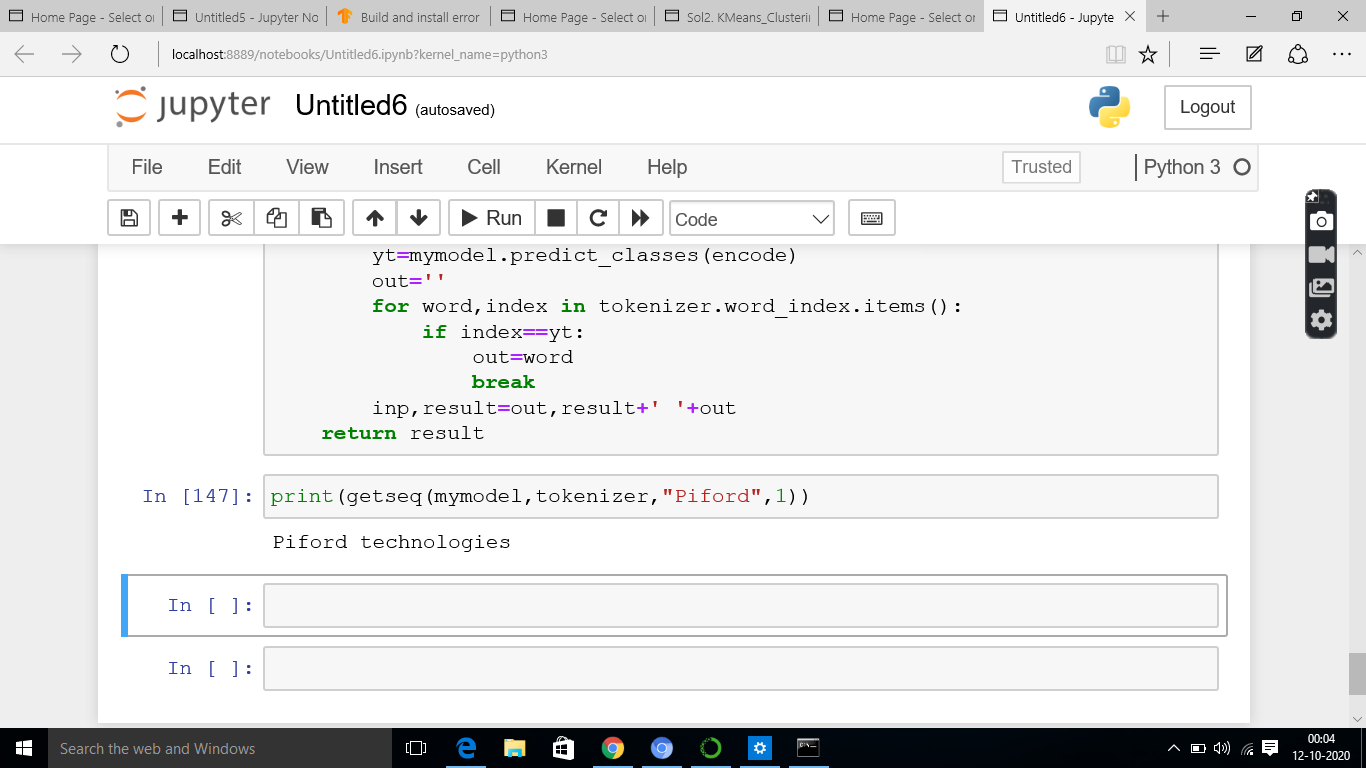 Home Page - Select or
Untitled5 - Jupyter No
Build and install error
Home Page - Select or
Sol2. KMeans_Clusterin
Home Page - Select or
Untitled6 - Jupyte
localhost:8889/notebooks/Untitled6.ipynb?kernel_name=python3
jupyter Untitled6 (autosaved)
Logout
File Edit View Insert Cell Kernel Help
Trusted
Python 3
Run
Code
yt=mymodel.predict_classes(encode)
out=''
for word,index in tokenizer.word_index.items():
if index==yt:
out=word
break
inp,result=out,result+' '+out
return result
In [147]: print(getseq(mymodel,tokenizer,"Piford",1))
Piford technologies
In [ ]:
In [ ]:
Search the web and Windows
00:04
12-10-2020